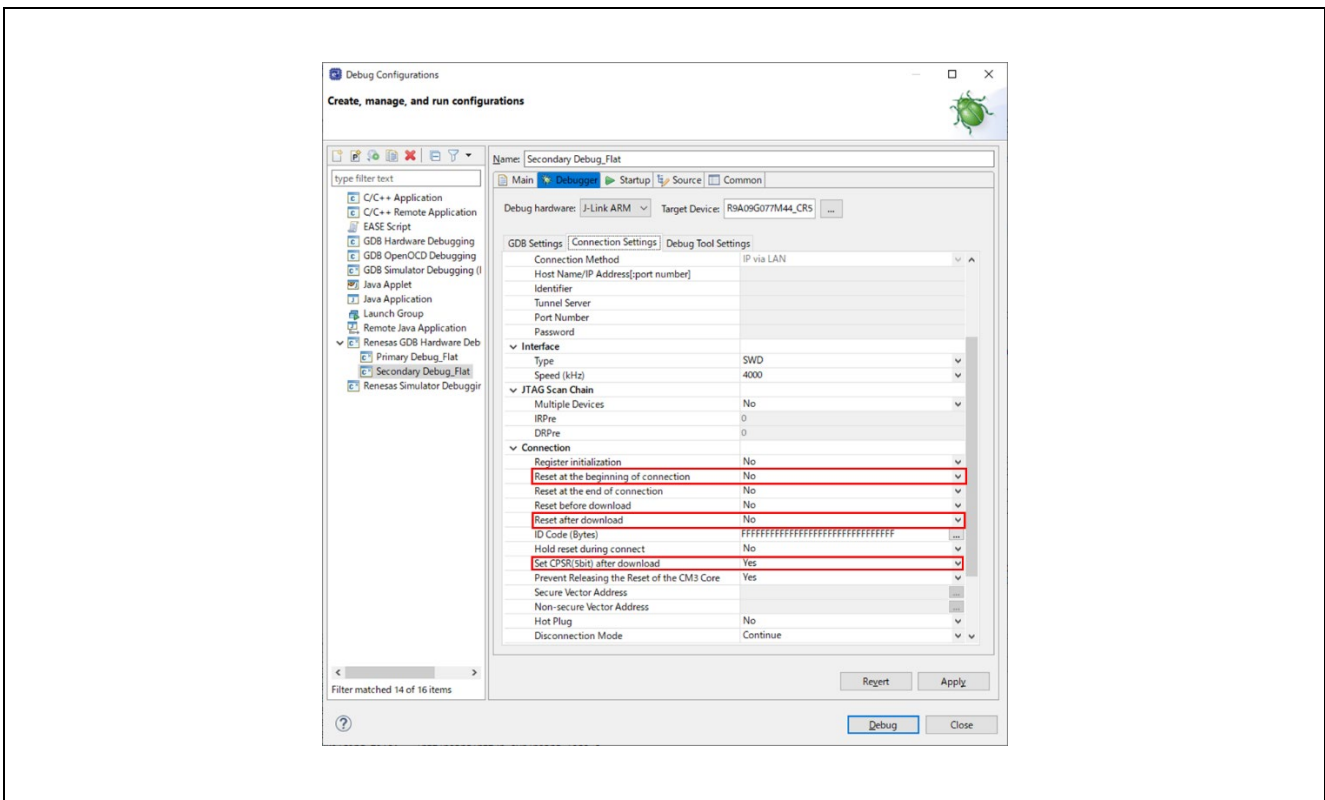 Debug Configurations
Create, manage, and run configurations
Name: Secondary Debug_Flat
type filter text
Main Debugger Startup Source Common
C/C++ Application
C/C++ Remote Application
EASE Script
GDB Hardware Debugging
GDB OpenOCD Debugging
GDB Simulator Debugging (I
Java Applet
Java Application
Launch Group
Remote Java Application
Renesas GDB Hardware Deb
Primary Debug_Flat
Secondary Debug_Flat
Renesas Simulator Debuggir
Filter matched 14 of 16 items
Debug hardware: J-Link ARM Target Device: R9A09G077M44_CR5 ...
GDB Settings Connection Settings Debug Tool Settings
Connection Method IP via LAN
Host Name/IP Address[:port number]
Identifier
Tunnel Server
Port Number
Password
Interface
Type SWD
Speed (kHz) 4000
JTAG Scan Chain
Multiple Devices No
IRPre 0
DRPre 0
Connection
Register initialization No
Reset at the beginning of connection No
Reset at the end of connection No
Reset before download No
Reset after download No
ID Code (Bytes) FFFFFFFFFFFFFFFFFFFFFFFFFFFFFFFF ...
Hold reset during connect No
Set CPSR(5bit) after download Yes
Prevent Releasing the Reset of the CM3 Core Yes
Secure Vector Address ...
Non-secure Vector Address ...
Hot Plug No
Disconnection Mode Continue
Revert Apply
Debug Close